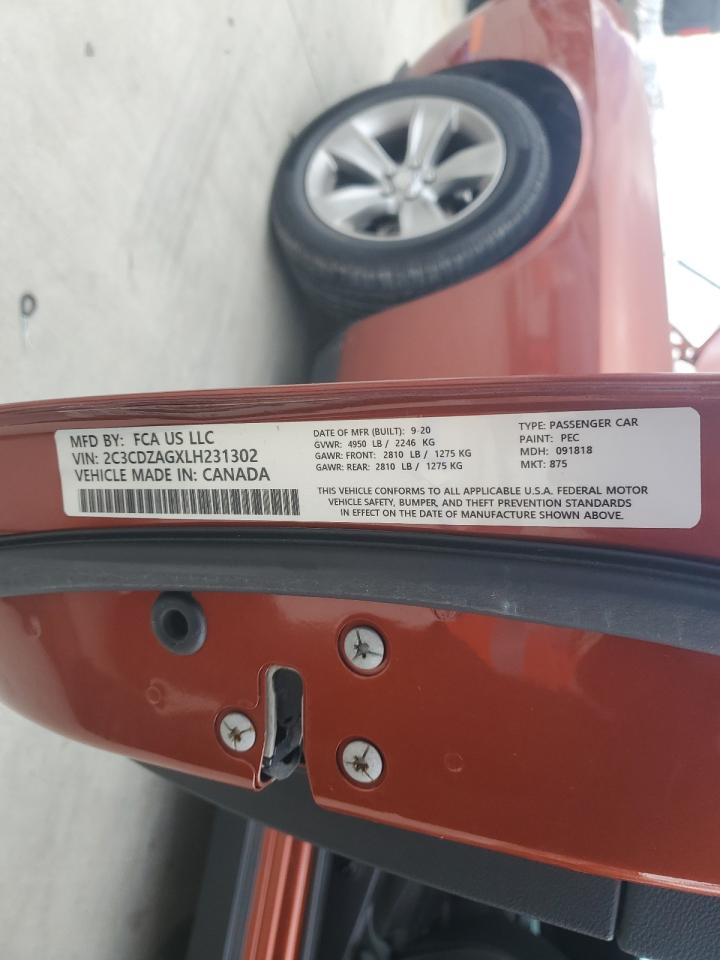 MFD BY: FCA US LLC
VIN: 2C3CDZAGXLH231302
VEHICLE MADE IN: CANADA
DATE OF MFR (BUILT): 9-20
GVWR: 4950 LB / 2246 KG
GAWR FRONT: 2810 LB / 1275 KG
GAWR REAR: 2810 LB / 1275 KG
TYPE: PASSENGER CAR
PAINT: PEC
MDH: 091818
MKT: 875
THIS VEHICLE CONFORMS TO ALL APPLICABLE U.S.A. FEDERAL MOTOR
VEHICLE SAFETY, BUMPER, AND THEFT PREVENTION STANDARDS
IN EFFECT ON THE DATE OF MANUFACTURE SHOWN ABOVE.